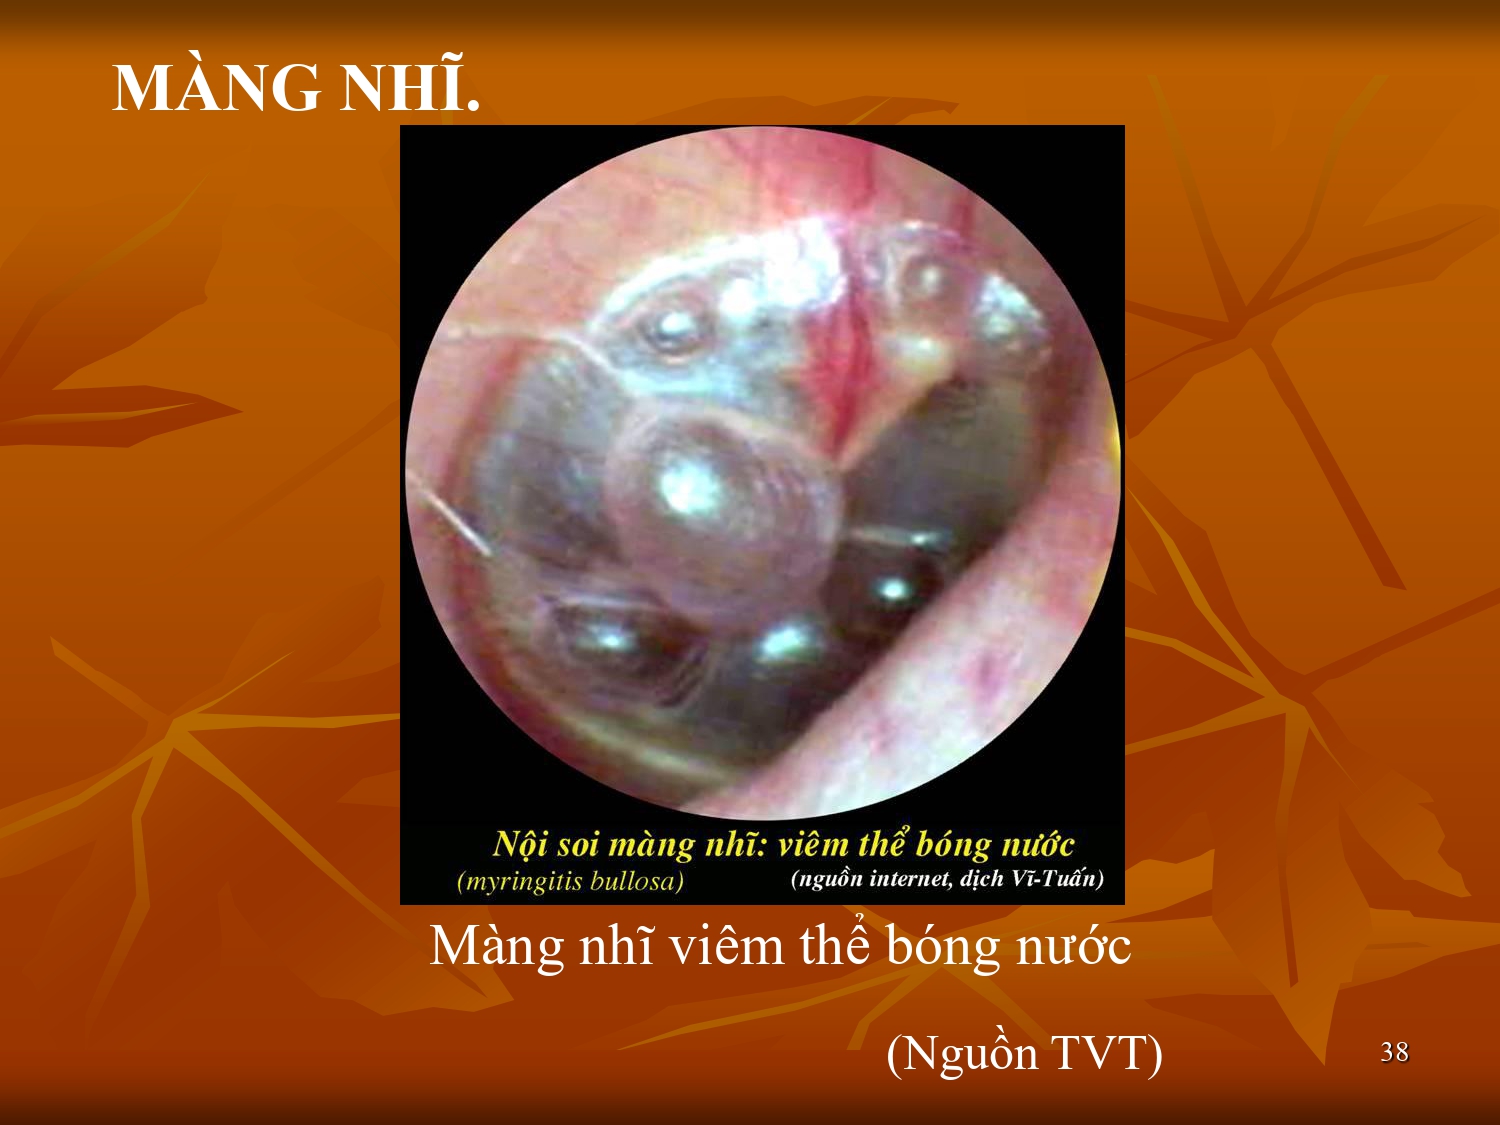 MÀNG NHĨ.
Nội soi màng nhĩ: viêm thể bóng nước
(myringitis bullosa) (nguồn internet, dịch Vĩ-Tuấn)
Màng nhĩ viêm thể bóng nước
(Nguồn TVT)
38